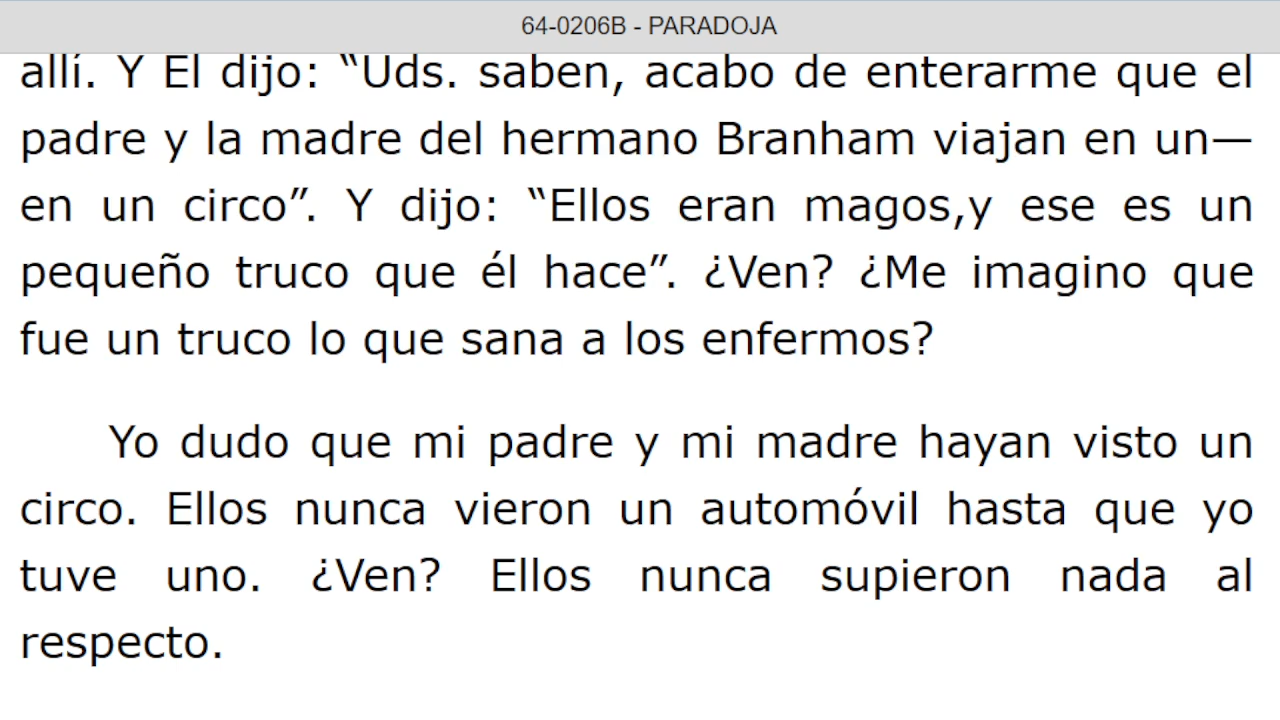 64-0206B - PARADOJA
allí. Y El dijo: “Uds. saben, acabo de enterarme que el
padre y la madre del hermano Branham viajan en un—
en un circo”. Y dijo: “Ellos eran magos,y ese es un
pequeño truco que él hace”. ¿Ven? ¿Me imagino que
fue un truco lo que sana a los enfermos?
Yo dudo que mi padre y mi madre hayan visto un
circo. Ellos nunca vieron un automóvil hasta que yo
tuve uno. ¿Ven? Ellos nunca supieron nada al
respecto.